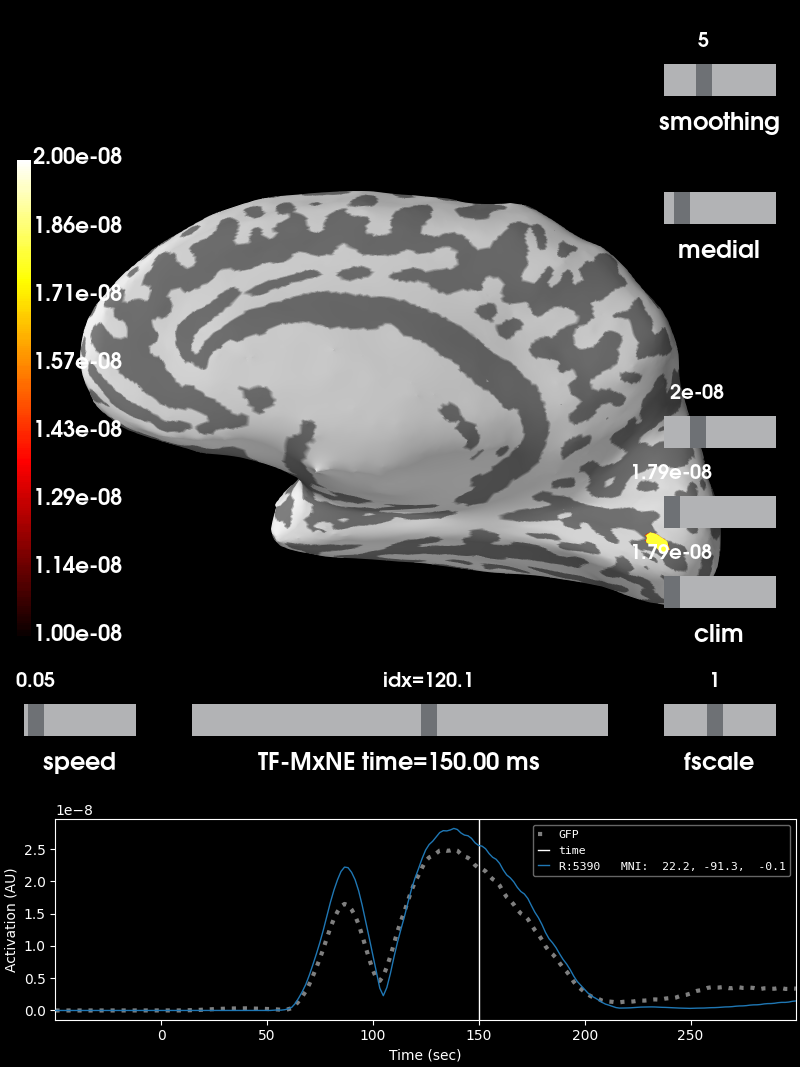 5
smoothing
2.00e-08
1.86e-08
medial
1.71e-08
1.57e-08
2e-08
1.43e-08
1.79e-08
1.29e-08
1.79e-08
1.14e-08
1.00e-08
clim
0.05
idx=120.1
1
speed
TF-MxNE time=150.00 ms
fscale
1e−8
GFP
time
R:5390 MNI: 22.2, -91.3, -0.1
2.5
2.0
1.5
1.0
0.5
0.0
Activation (AU)
0 50 100 150 200 250
Time (sec)